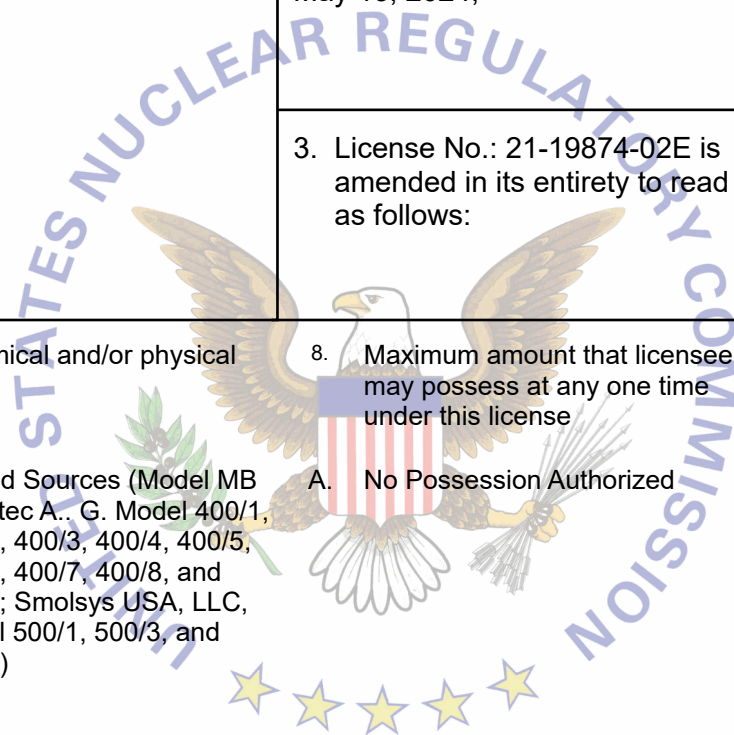 3. License No.: 21-19874-02E is
amended in its entirety to read
as follows:
and/or physical
8. Maximum amount that licensee
may possess at any one time
under this license
Sources (Model MB
A.. G. Model 400/1,
, 400/3, 400/4, 400/5,
, 400/7, 400/8, and
; Smolsys USA, LLC,
500/1, 500/3, and
)
A. No Possession Authorized
UNITED STATES NUCLEAR REGULATORY COMMISSION